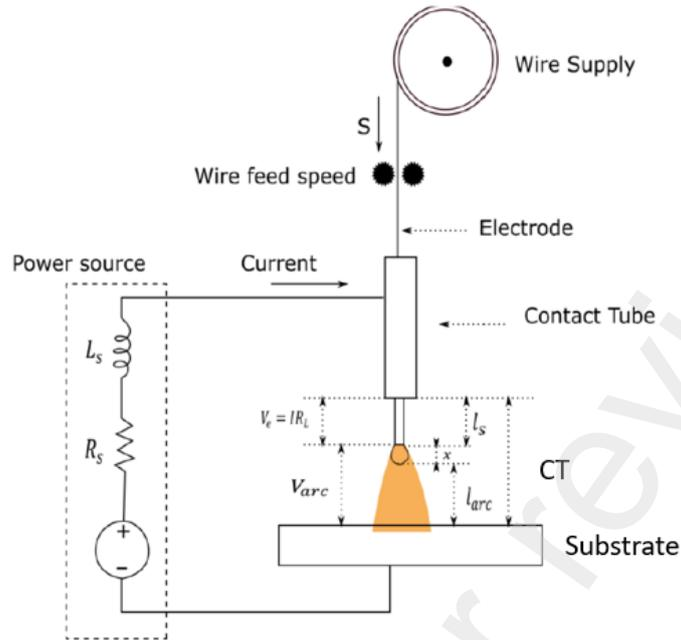 Wire Supply
S
Wire feed speed
Electrode
Power source
Current
Contact Tube
L_s
R_s
V_e = IR_L
l_s
x
CT
V_arc
l_arc
+
−
Substrate
r revi